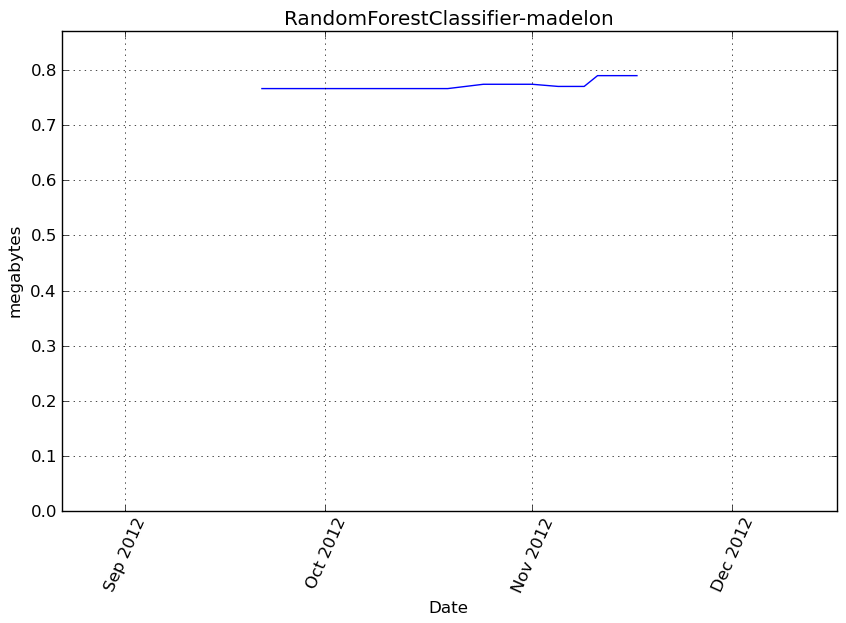 RandomForestClassifier-madelon
0.8
0.7
0.6
0.5
0.4
0.3
0.2
0.1
0.0
megabytes
Sep 2012
Oct 2012
Nov 2012
Dec 2012
Date